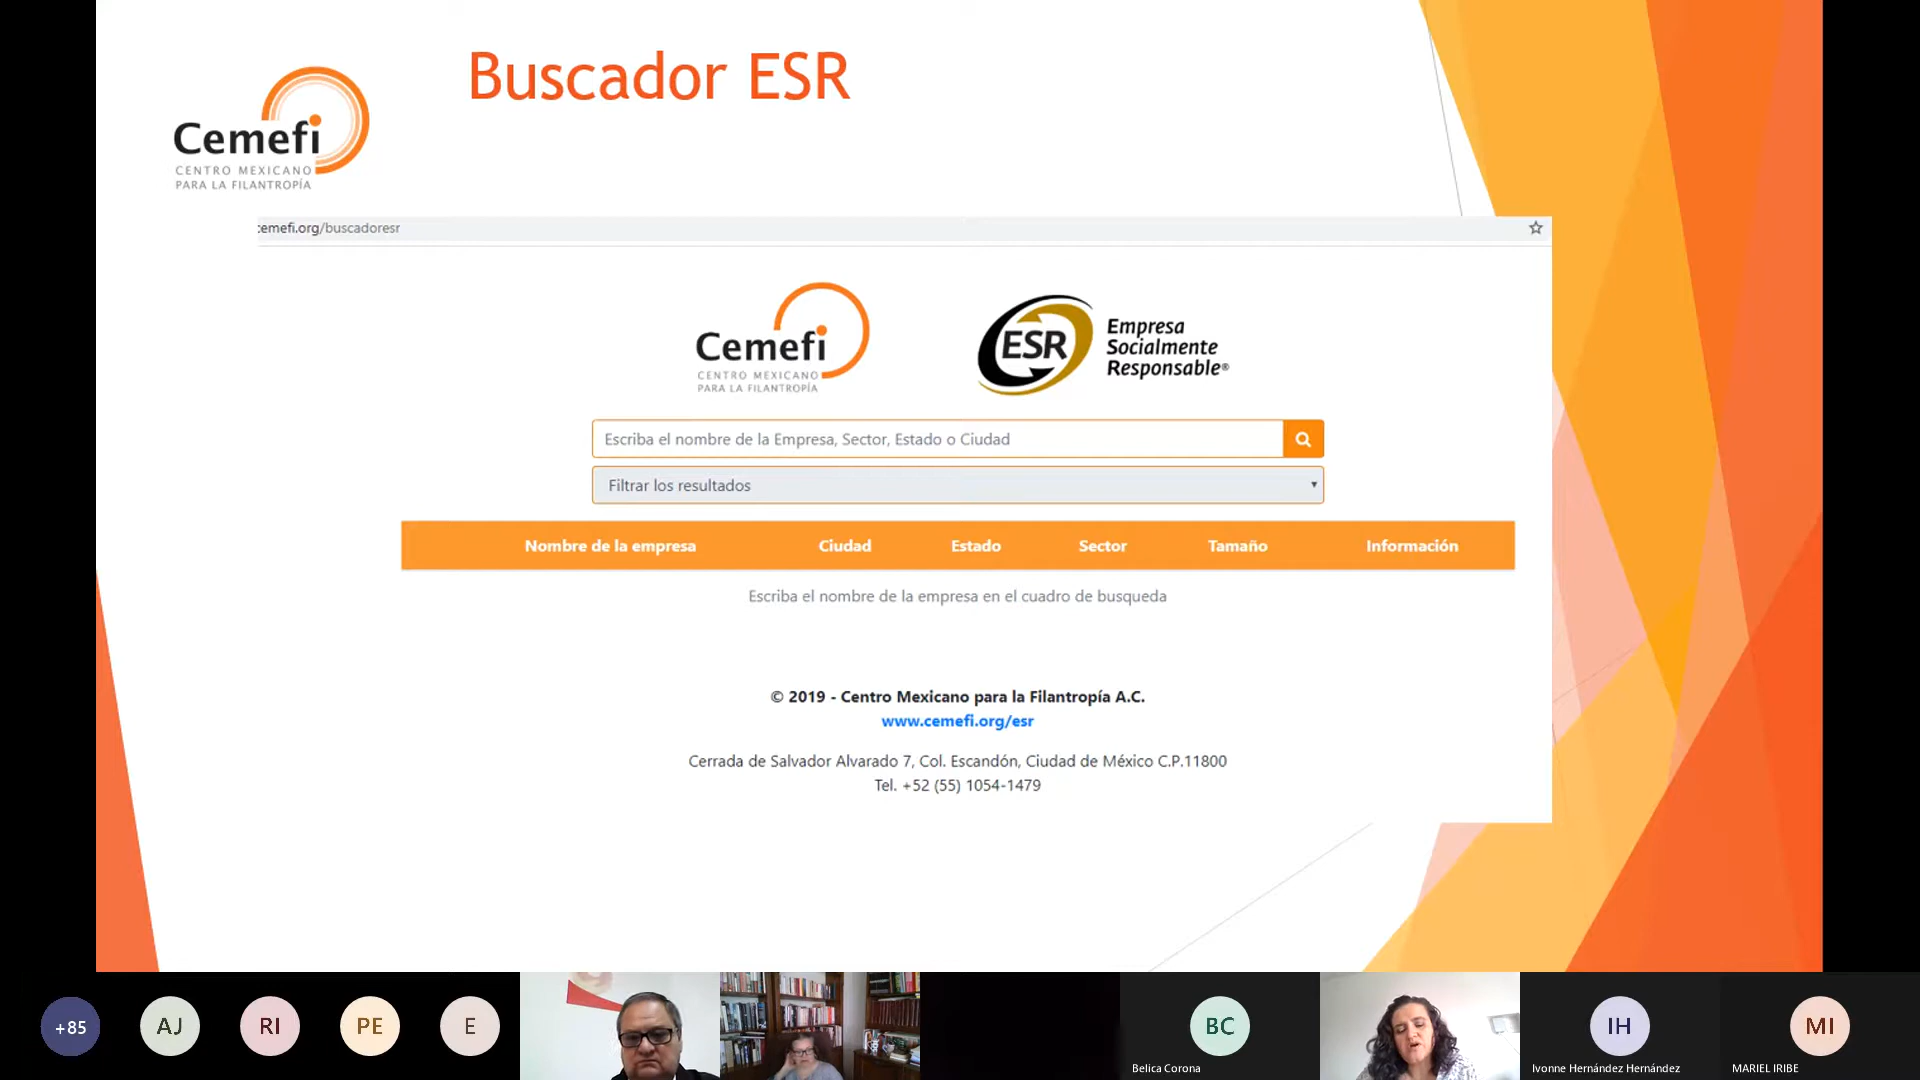 Buscador ESR
Cemefi
CENTRO MEXICANO
PARA LA FILANTROPÍA
cemefi.org/buscadoresr
Cemefi
CENTRO MEXICANO
PARA LA FILANTROPÍA
ESR
Empresa
Socialmente
Responsable®
Escriba el nombre de la Empresa, Sector, Estado o Ciudad
Filtrar los resultados
Nombre de la empresa Ciudad Estado Sector Tamaño Información
Escriba el nombre de la empresa en el cuadro de busqueda
© 2019 - Centro Mexicano para la Filantropía A.C.
www.cemefi.org/esr
Cerrada de Salvador Alvarado 7, Col. Escandón, Ciudad de México C.P.11800
Tel. +52 (55) 1054-1479
+85 AJ RI PE E BC IH MI
Belica Corona Ivonne Hernández Hernández MARIEL IRIBE